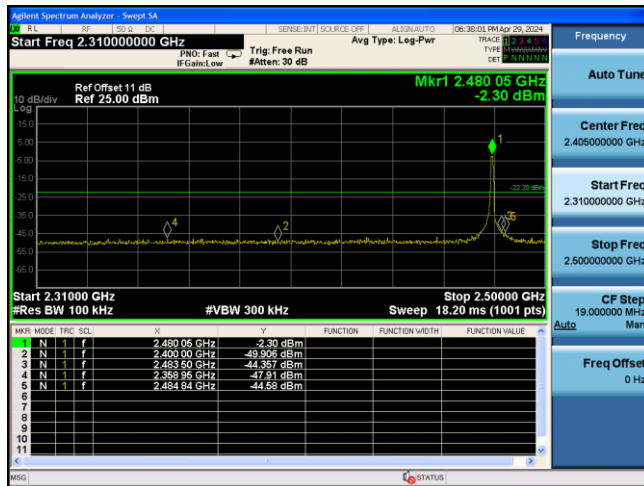 Agilent Spectrum Analyzer - Swept SA
RL RF 50 Ω DC SENSE:INT SOURCE OFF ALIGNAUTO 06:38:01 PM Apr 29, 2024
Start Freq 2.310000000 GHz
Avg Type: Log-Pwr
TRACE 1 2 3 4 5 6
TYPE M
DET P N N N N N
PNO: Fast Trig: Free Run
IFGain:Low #Atten: 30 dB
Mkr1 2.480 05 GHz
-2.30 dBm
Ref Offset 11 dB
10 dB/div Ref 25.00 dBm
Log
15.0
5.00
-5.00
-15.0
-22.30 dBm
-25.0
-35.0
-45.0
-55.0
-65.0
1
4
2
3 5
Start 2.31000 GHz Stop 2.50000 GHz
#Res BW 100 kHz #VBW 300 kHz Sweep 18.20 ms (1001 pts)
MKR MODE TRC SCL X Y FUNCTION FUNCTION WIDTH FUNCTION VALUE
1 N 1 f 2.480 05 GHz -2.30 dBm
2 N 1 f 2.400 00 GHz -49.906 dBm
3 N 1 f 2.483 50 GHz -44.357 dBm
4 N 1 f 2.358 95 GHz -47.91 dBm
5 N 1 f 2.484 84 GHz -44.58 dBm
6
7
8
9
10
11
MSG STATUS
Frequency
Auto Tune
Center Freq
2.405000000 GHz
Start Freq
2.310000000 GHz
Stop Freq
2.500000000 GHz
CF Step
19.000000 MHz
Auto Man
Freq Offset
0 Hz